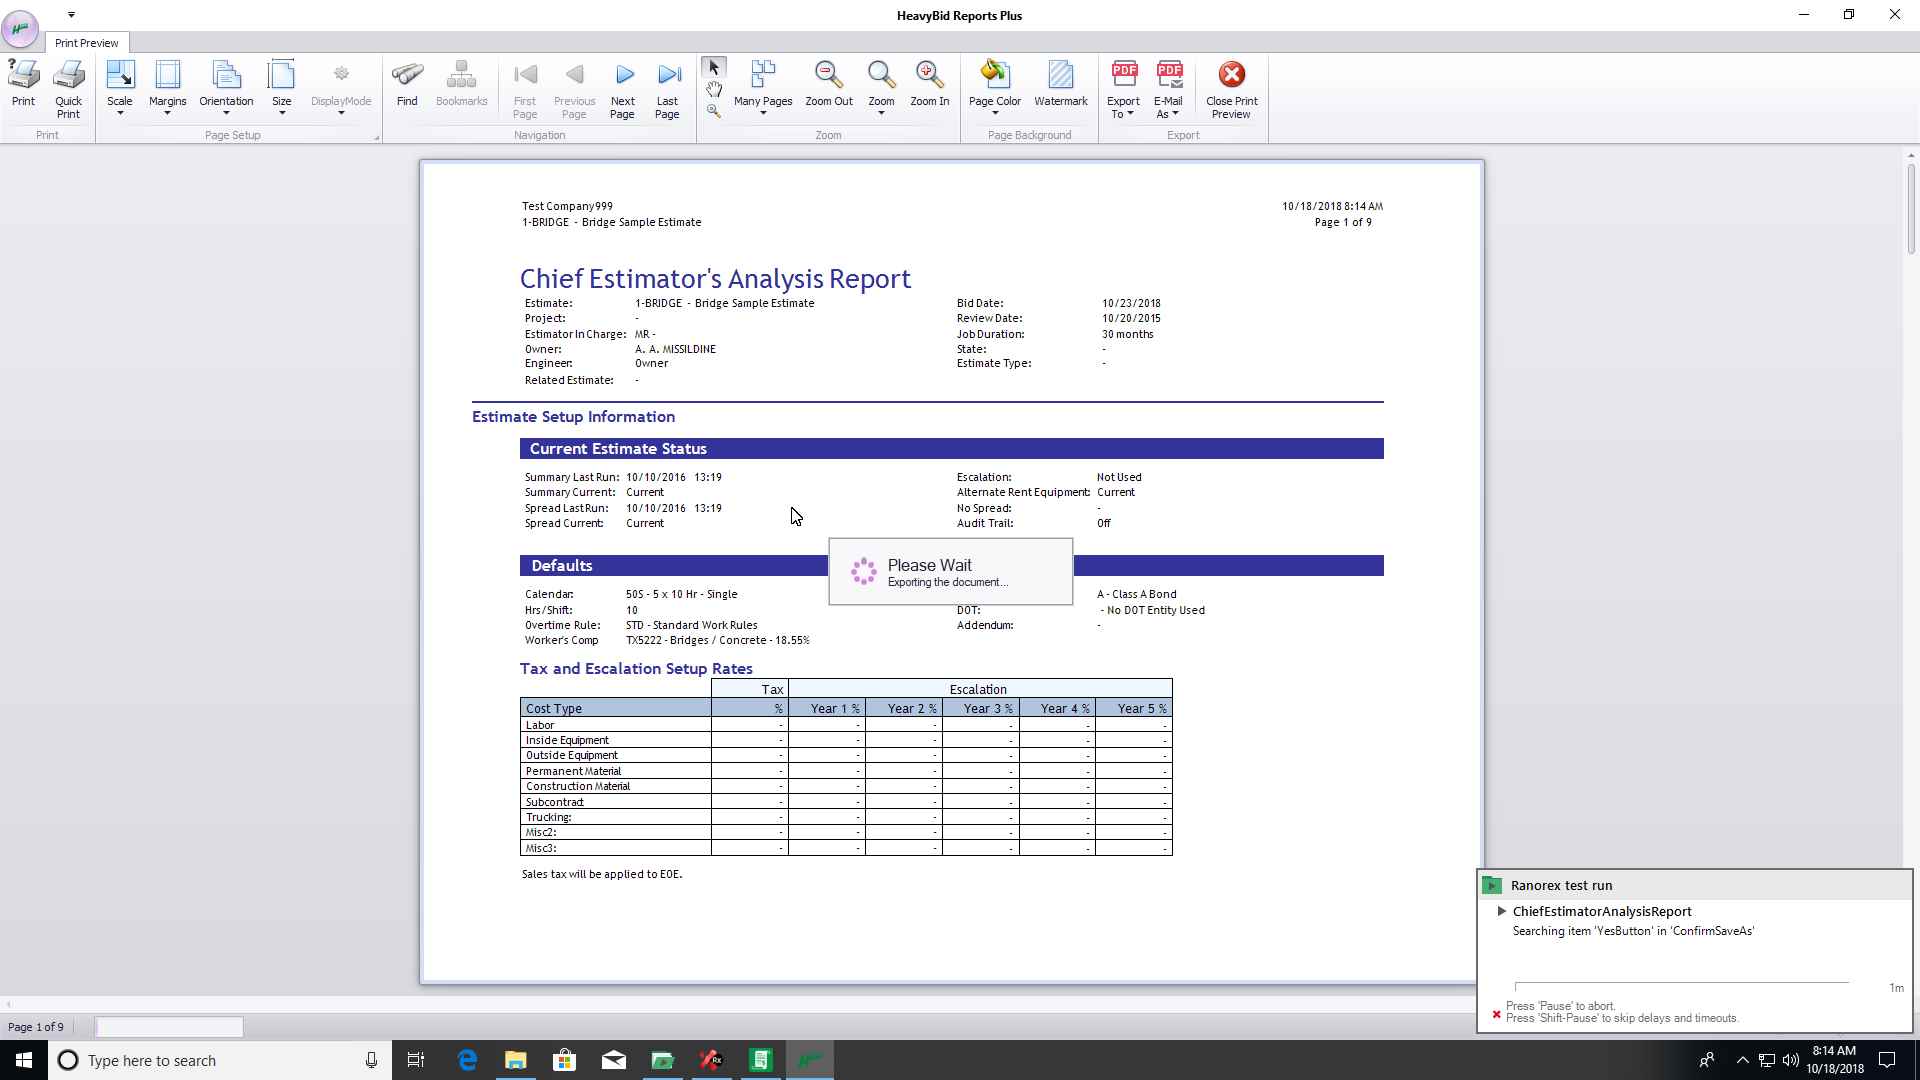 HeavyBid Reports Plus
Print Preview
Print
Quick Print
Scale
Margins
Orientation
Size
DisplayMode
Find
Bookmarks
First Page
Previous Page
Next Page
Last Page
Many Pages
Zoom Out
Zoom
Zoom In
Page Color
Watermark
PDF
Export To
PDF
E-Mail As
Close Print Preview
Print
Page Setup
Navigation
Zoom
Page Background
Export
Test Company999
10/18/2018 8:14 AM
1-BRIDGE - Bridge Sample Estimate
Page 1 of 9
Chief Estimator's Analysis Report
Estimate: 1-BRIDGE - Bridge Sample Estimate Bid Date: 10/23/2018
Project: - Review Date: 10/20/2015
Estimator In Charge: MR - Job Duration: 30 months
Owner: A. A. MISSILDINE State: -
Engineer: Owner Estimate Type: -
Related Estimate: -
Estimate Setup Information
Current Estimate Status
Summary Last Run: 10/10/2016 13:19 Escalation: Not Used
Summary Current: Current Alternate Rent Equipment: Current
Spread Last Run: 10/10/2016 13:19 No Spread: -
Spread Current: Current Audit Trail: Off
Defaults
Please Wait
Exporting the document...
Calendar: 50S - 5 x 10 Hr - Single A - Class A Bond
Hrs/Shift: 10 DOT: - No DOT Entity Used
Overtime Rule: STD - Standard Work Rules Addendum: -
Worker's Comp TX5222 - Bridges / Concrete - 18.55%
Tax and Escalation Setup Rates
Tax Escalation
Cost Type % Year 1 % Year 2 % Year 3 % Year 4 % Year 5 %
Labor - - - - - -
Inside Equipment - - - - - -
Outside Equipment - - - - - -
Permanent Material - - - - - -
Construction Material - - - - - -
Subcontract - - - - - -
Trucking: - - - - - -
Misc2: - - - - - -
Misc3: - - - - - -
Sales tax will be applied to EOE.
Ranorex test run
ChiefEstimatorAnalysisReport
Searching item 'YesButton' in 'ConfirmSaveAs'
1m
Press 'Pause' to abort.
Press 'Shift-Pause' to skip delays and timeouts.
Page 1 of 9
Type here to search
Rx
8:14 AM
10/18/2018